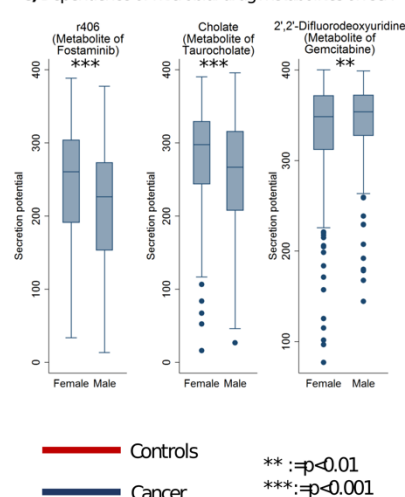 r406
(Metabolite of
Fostaminib)
***
Cholate
(Metabolite of
Taurocholate)
***
2',2'-Difluorodeoxyuridine
(Metabolite of
Gemcitabine)
**
Secretion potential
400
300
200
100
0
Female Male
Secretion potential
400
300
200
100
0
Female Male
Secretion potential
400
300
200
100
Female Male
Controls
Cancer
** :=p<0.01
***:=p<0.001